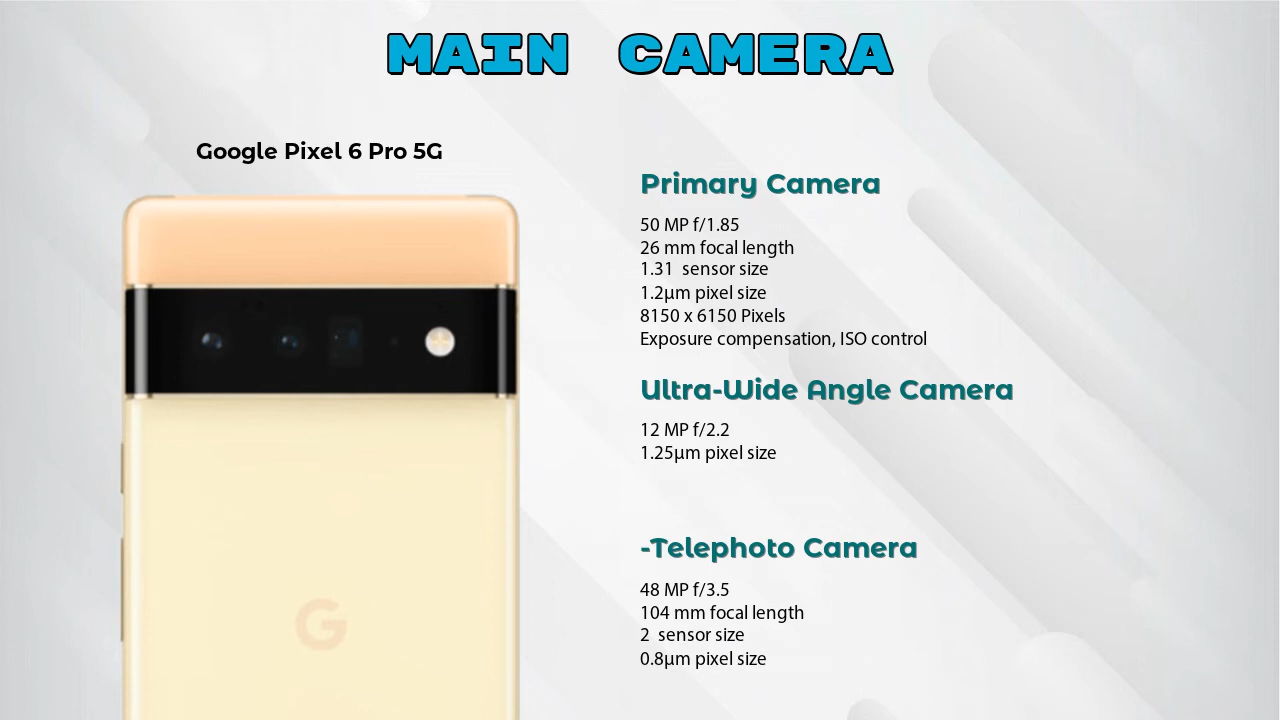 MAIN CAMERA
Google Pixel 6 Pro 5G
Primary Camera
50 MP f/1.85
26 mm focal length
1.31  sensor size
1.2µm pixel size
8150 x 6150 Pixels
Exposure compensation, ISO control
Ultra-Wide Angle Camera
12 MP f/2.2
1.25µm pixel size
-Telephoto Camera
48 MP f/3.5
104 mm focal length
2  sensor size
0.8µm pixel size
G